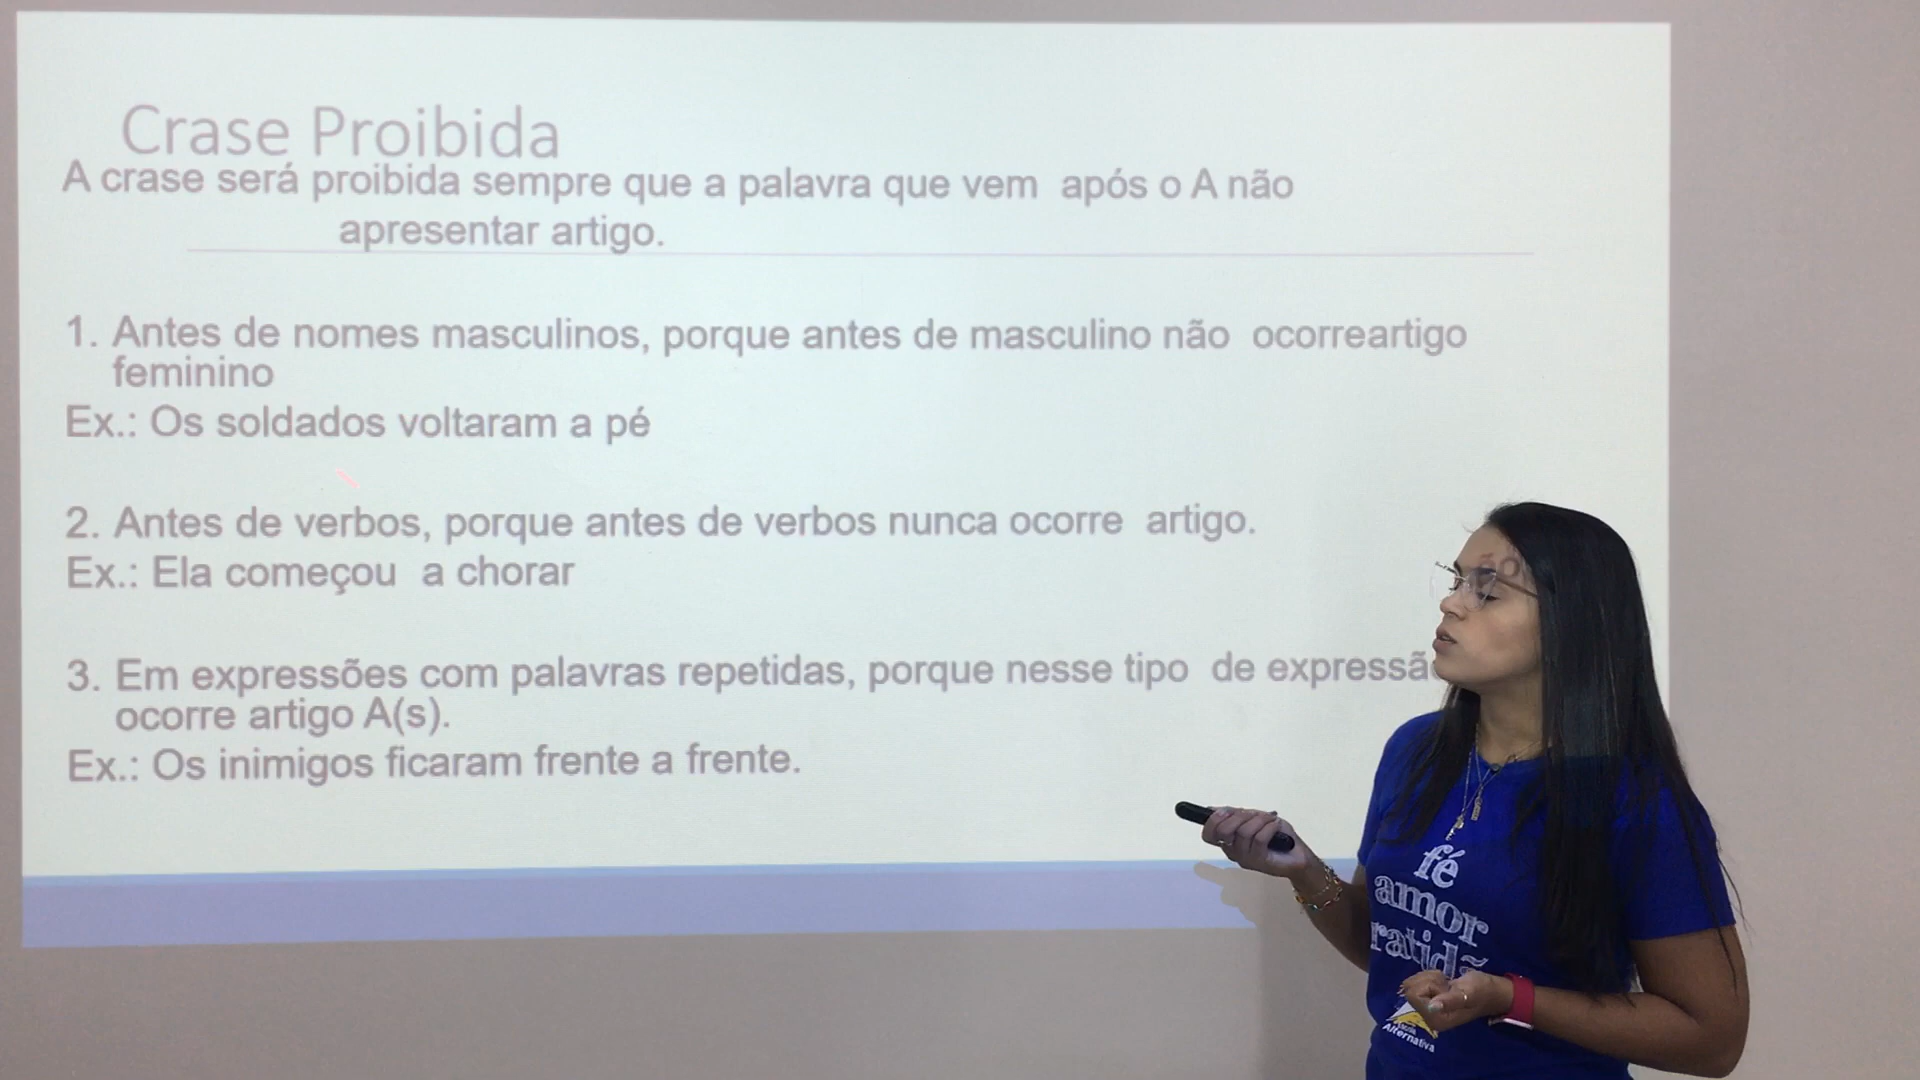 Crase Proibida
A crase será proibida sempre que a palavra que vem após o A não
apresentar artigo.
1. Antes de nomes masculinos, porque antes de masculino não ocorreartigo
feminino
Ex.: Os soldados voltaram a pé
2. Antes de verbos, porque antes de verbos nunca ocorre artigo.
Ex.: Ela começou a chorar
3. Em expressões com palavras repetidas, porque nesse tipo de
ocorre artigo A(s).
Ex.: Os inimigos ficaram frente a frente.
fé
amor
Escola
Alternativa